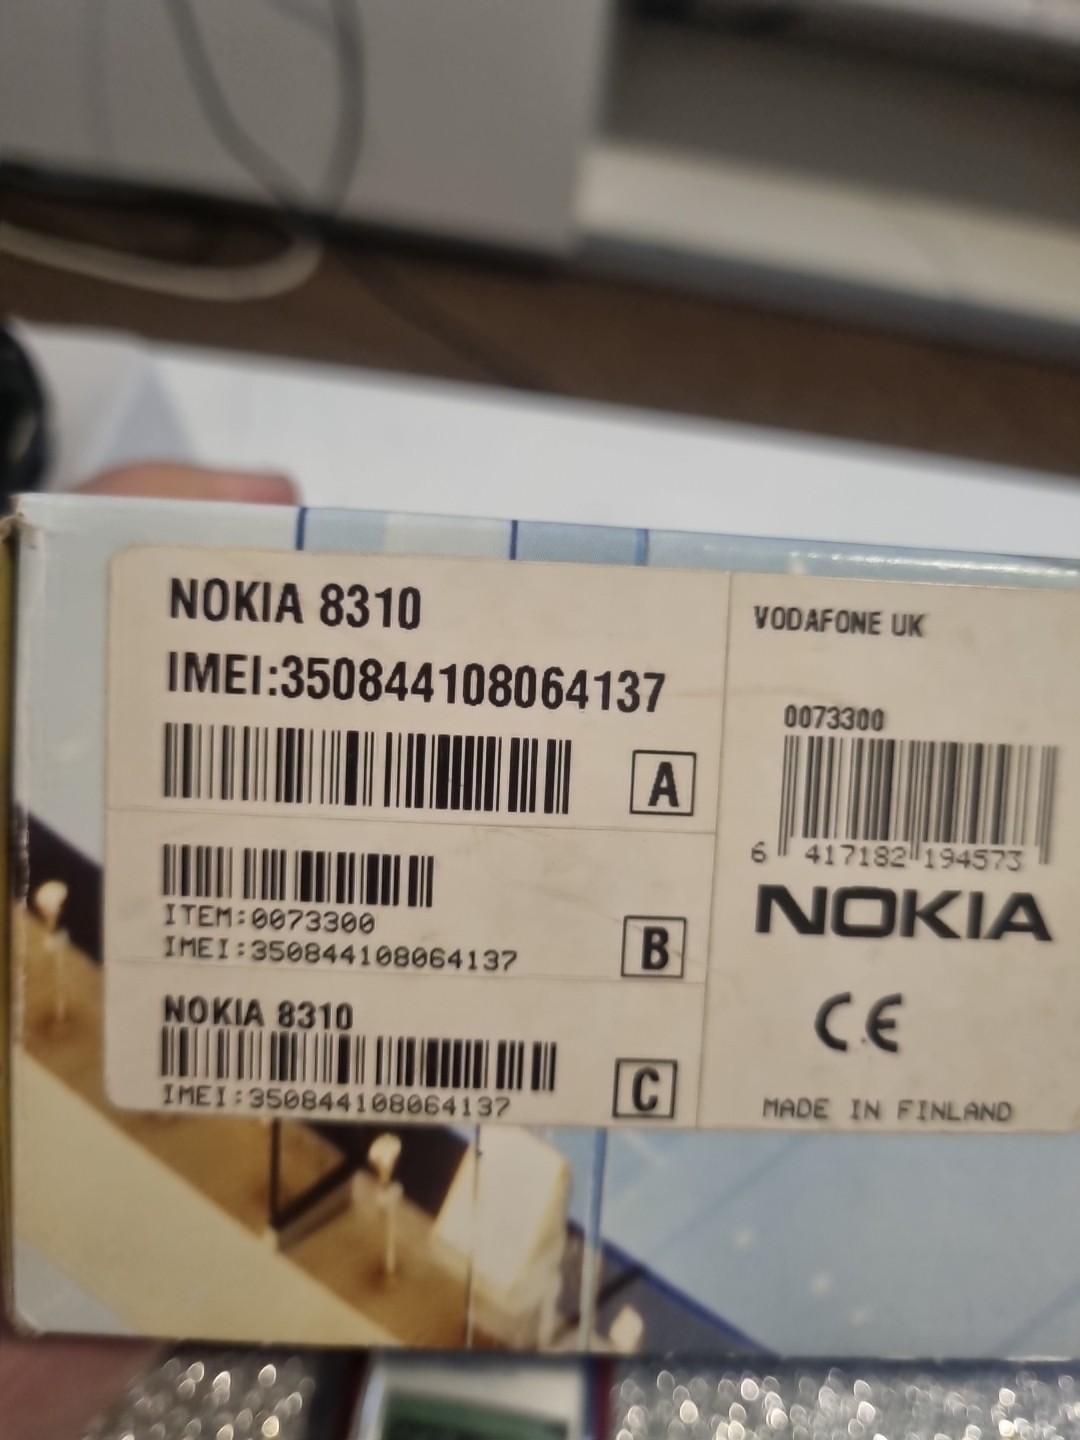 NOKIA 8310
IMEI:350844108064137
A
ITEM:0073300
IMEI:350844108064137
B
NOKIA 8310
IMEI:350844108064137
C
VODAFONE UK
0073300
6 417182 194573
NOKIA
CE
MADE IN FINLAND